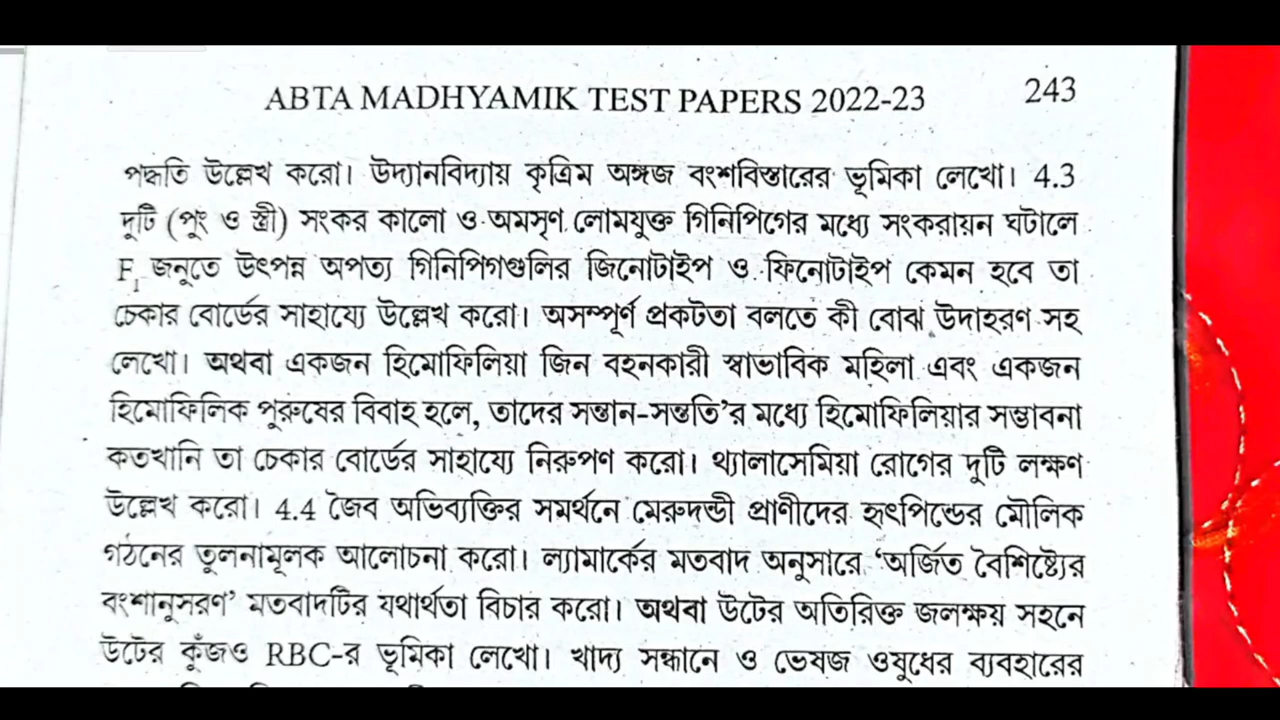 ABTA MADHYAMIK TEST PAPERS 2022-23 243
পদ্ধতি উল্লেখ করো। উদ্যানবিদ্যায় কৃত্রিম অঙ্গজ বংশবিস্তারের ভূমিকা লেখো। 4.3
দুটি (পুং ও স্ত্রী) সংকর কালো ও অমসৃণ লোমযুক্ত গিনিপিগের মধ্যে সংকরায়ন ঘটালে
F₁ জনুতে উৎপন্ন অপত্য গিনিপিগগুলির জিনোটাইপ ও ফিনোটাইপ কেমন হবে তা
চেকার বোর্ডের সাহায্যে উল্লেখ করো। অসম্পূর্ণ প্রকটতা বলতে কী বোঝ উদাহরণ সহ
লেখো। অথবা একজন হিমোফিলিয়া জিন বহনকারী স্বাভাবিক মহিলা এবং একজন
হিমোফিলিক পুরুষের বিবাহ হলে, তাদের সন্তান-সন্ততি'র মধ্যে হিমোফিলিয়ার সম্ভাবনা
কতখানি তা চেকার বোর্ডের সাহায্যে নিরুপণ করো। থ্যালাসেমিয়া রোগের দুটি লক্ষণ
উল্লেখ করো। 4.4 জৈব অভিব্যক্তির সমর্থনে মেরুদন্ডী প্রাণীদের হৃৎপিন্ডের মৌলিক
গঠনের তুলনামূলক আলোচনা করো। ল্যামার্কের মতবাদ অনুসারে 'অর্জিত বৈশিষ্ট্যের
বংশানুসরণ' মতবাদটির যথার্থতা বিচার করো। অথবা উটের অতিরিক্ত জলক্ষয় সহনে
উটের কুঁজও RBC-র ভূমিকা লেখো। খাদ্য সন্ধানে ও ভেষজ ওষুধের ব্যবহারের